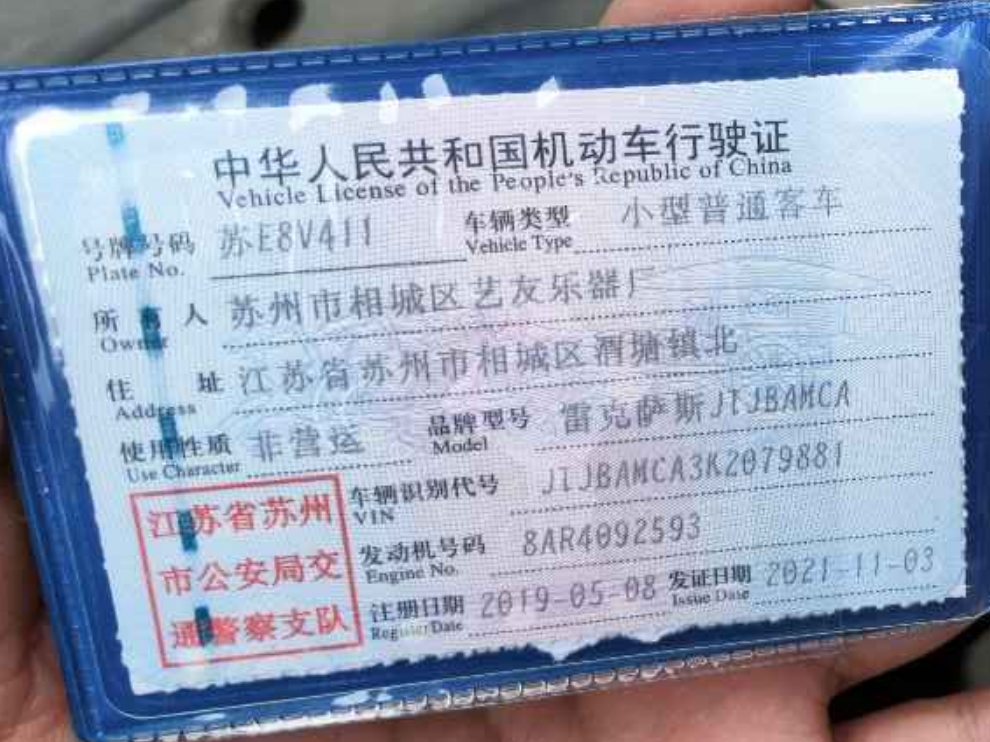 中华人民共和国机动车行驶证
Vehicle License of the People's Republic of China
号牌号码 苏E8V411 车辆类型 小型普通客车
Plate No. Vehicle Type
所有人 苏州市相城区艺友乐器厂
Owner
住址 江苏省苏州市相城区渭塘镇北
Address
使用性质 非营运 品牌型号 雷克萨斯JTJBAMCA
Use Character Model
车辆识别代号 JTJBAMCA3K2079881
VIN
发动机号码 8AR4092593
Engine No.
注册日期 2019-05-08 发证日期 2021-11-03
Register Date Issue Date
江苏省苏州
市公安局交
通警察支队